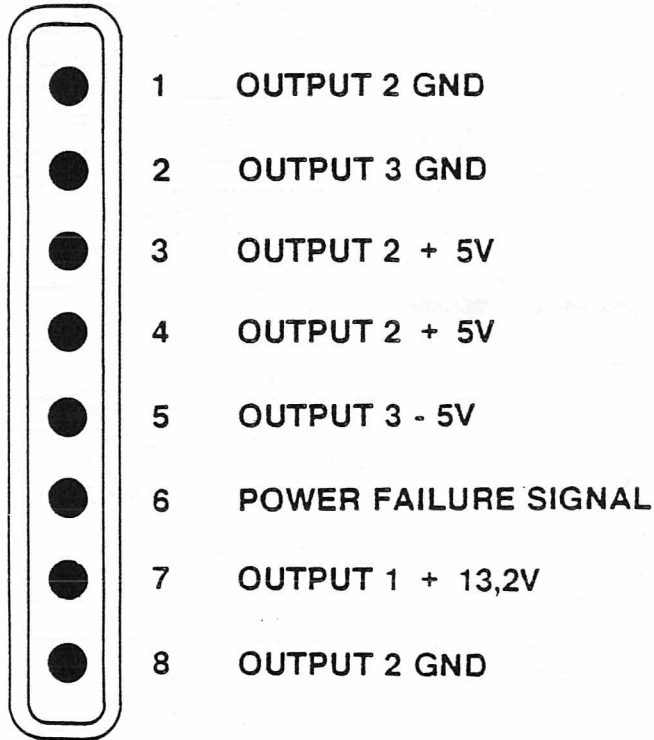 1 OUTPUT 2 GND
2 OUTPUT 3 GND
3 OUTPUT 2 + 5V
4 OUTPUT 2 + 5V
5 OUTPUT 3 - 5V
6 POWER FAILURE SIGNAL
7 OUTPUT 1 + 13,2V
8 OUTPUT 2 GND